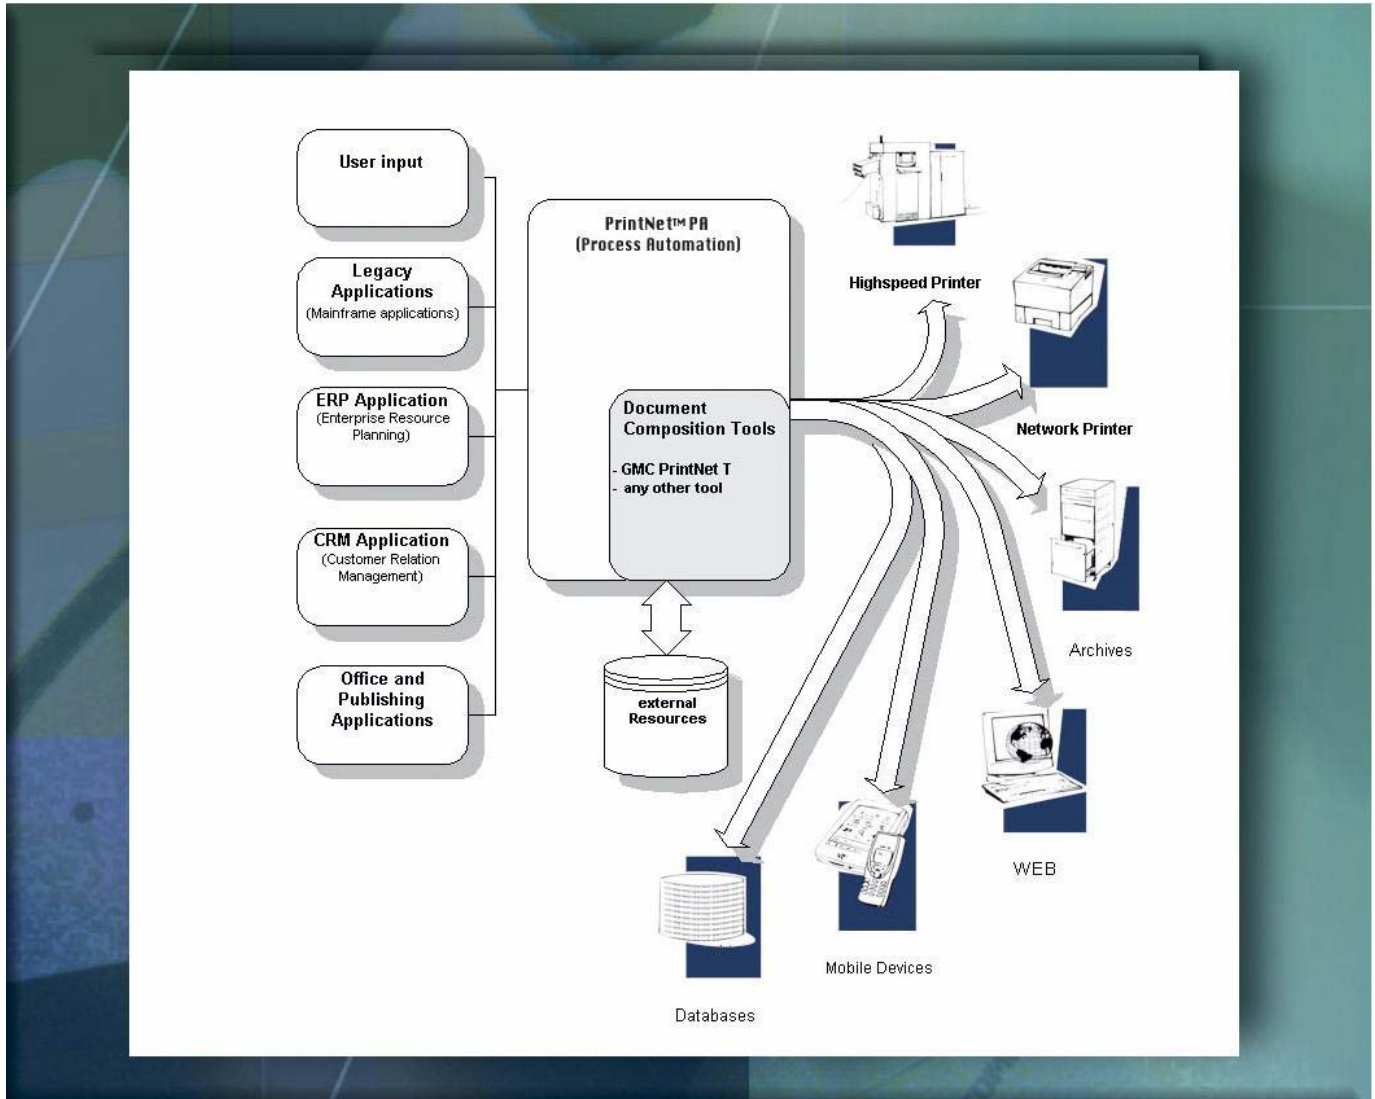 User input
Legacy
Applications
(Mainframe applications)
ERP Application
(Enterprise Resource
Planning)
CRM Application
(Customer Relation
Management)
Office and
Publishing
Applications
PrintNet™ PA
(Process Automation)
Document
Composition Tools
- GMC PrintNet T
- any other tool
external
Resources
Highspeed Printer
Network Printer
Archives
WEB
Mobile Devices
Databases